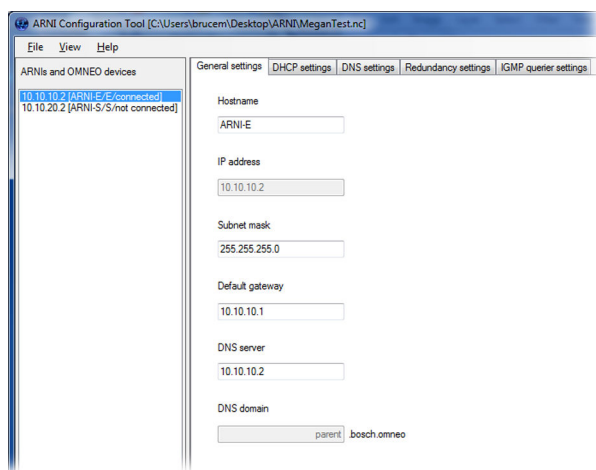 ARNI Configuration Tool [C:\Users\brucem\Desktop\ARNI\MeganTest.nc]
File View Help
ARNIs and OMNEO devices
10.10.10.2 [ARNI-E/E/connected]
10.10.20.2 [ARNI-S/S/not connected]
General settings DHCP settings DNS settings Redundancy settings IGMP querier settings
Hostname
ARNI-E
IP address
10.10.10.2
Subnet mask
255.255.255.0
Default gateway
10.10.10.1
DNS server
10.10.10.2
DNS domain
parent .bosch.omneo